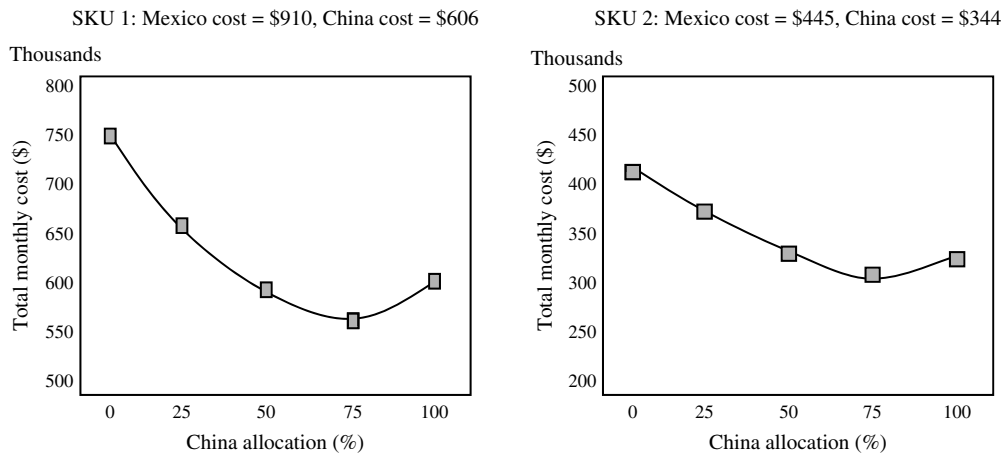 SKU 1: Mexico cost = $910, China cost = $606
Thousands
Total monthly cost ($)
800
750
700
650
600
550
500
0 25 50 75 100
China allocation (%)
SKU 2: Mexico cost = $445, China cost = $344
Thousands
Total monthly cost ($)
500
450
400
350
300
250
200
0 25 50 75 100
China allocation (%)